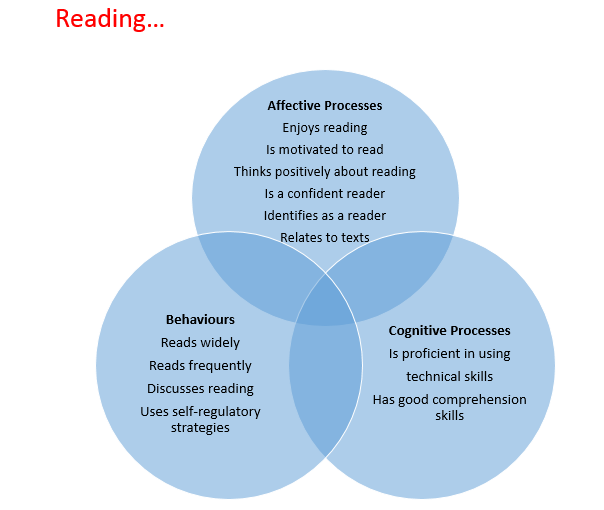 Reading...
Affective Processes
Enjoys reading
Is motivated to read
Thinks positively about reading
Is a confident reader
Identifies as a reader
Relates to texts
Behaviours
Reads widely
Reads frequently
Discusses reading
Uses self-regulatory
strategies
Cognitive Processes
Is proficient in using
technical skills
Has good comprehension
skills